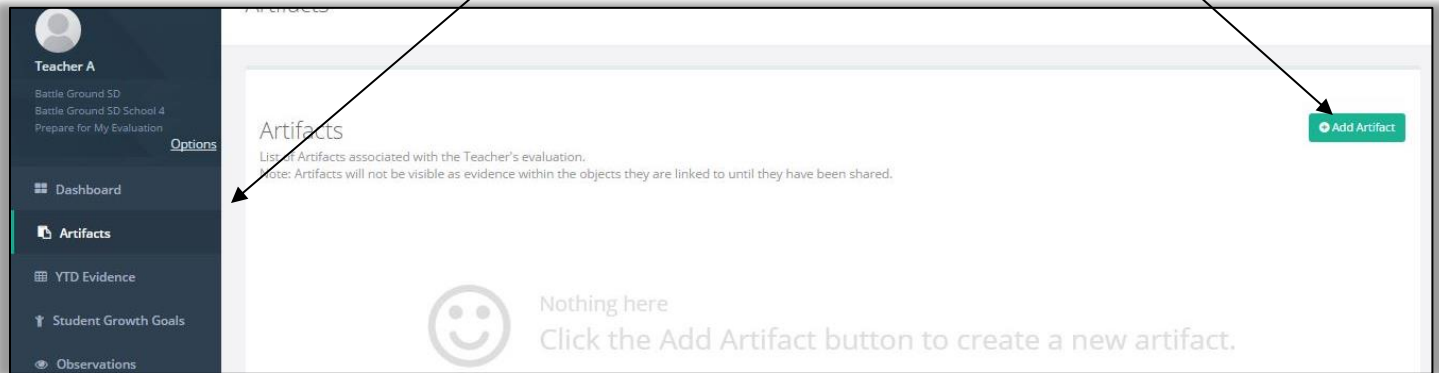 Artifacts
Teacher A
Battle Ground SD
Battle Ground SD School 4
Prepare for My Evaluation
Options
Dashboard
Artifacts
YTD Evidence
Student Growth Goals
Observations
Artifacts
List of Artifacts associated with the Teacher's evaluation.
Note: Artifacts will not be visible as evidence within the objects they are linked to until they have been shared.
Add Artifact
Nothing here
Click the Add Artifact button to create a new artifact.